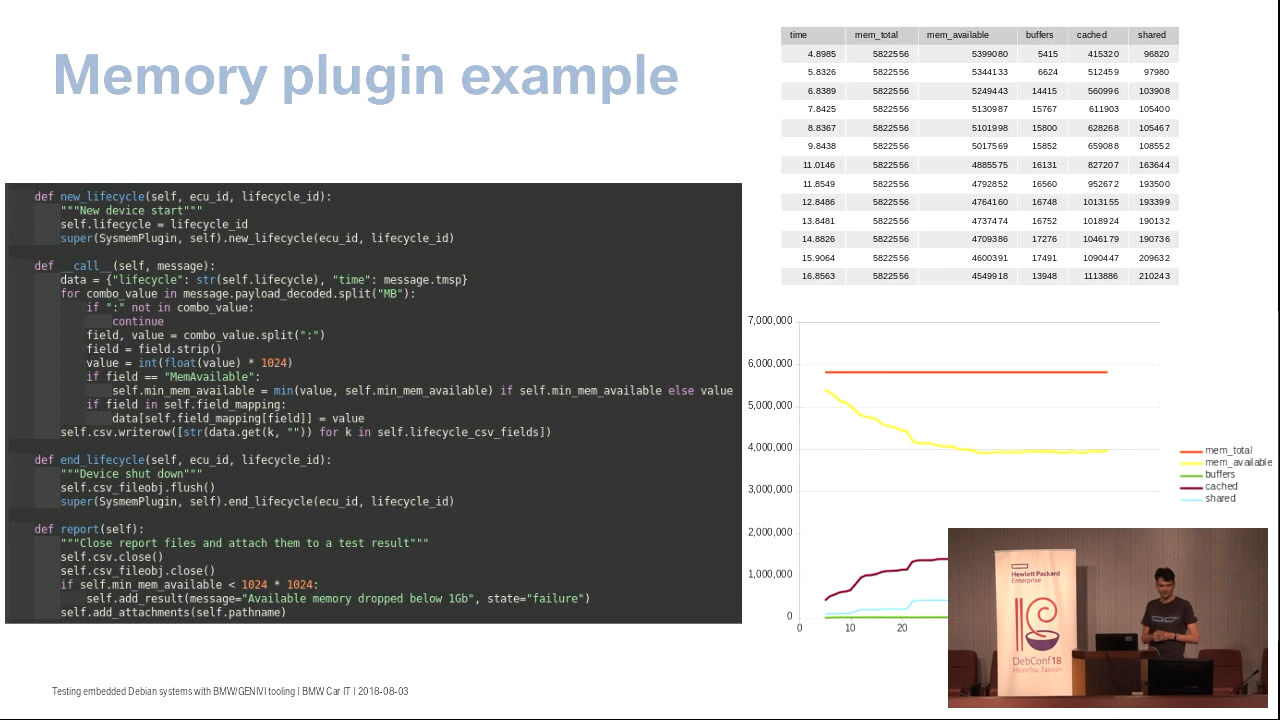 Memory plugin example
time mem_total mem_available buffers cached shared
4.8985 5822556 5399080 5415 415320 96820
5.8326 5822556 5344133 6624 512459 97980
6.8389 5822556 5249443 14415 560996 103908
7.8425 5822556 5130987 15767 611903 105400
8.8367 5822556 5101998 15800 628268 105467
9.8438 5822556 5017569 15852 659088 108552
11.0146 5822556 4885575 16131 827207 163644
11.8549 5822556 4792852 16560 952672 193500
12.8486 5822556 4764160 16748 1013155 193399
13.8481 5822556 4737474 16752 1018924 190132
14.8826 5822556 4709386 17276 1046179 190736
15.9064 5822556 4600391 17491 1090447 209632
16.8563 5822556 4549918 13948 1113886 210243
def new_lifecycle(self, ecu_id, lifecycle_id):
"""New device start"""
self.lifecycle = lifecycle_id
super(SysmemPlugin, self).new_lifecycle(ecu_id, lifecycle_id)
def __call__(self, message):
data = {"lifecycle": str(self.lifecycle), "time": message.tmsp}
for combo_value in message.payload_decoded.split("MB"):
if ":" not in combo_value:
continue
field, value = combo_value.split(":")
field = field.strip()
value = int(float(value) * 1024)
if field == "MemAvailable":
self.min_mem_available = min(value, self.min_mem_available) if self.min_mem_available else value
if field in self.field_mapping:
data[self.field_mapping[field]] = value
self.csv.writerow([str(data.get(k, "")) for k in self.lifecycle_csv_fields])
def end_lifecycle(self, ecu_id, lifecycle_id):
"""Device shut down"""
self.csv_fileobj.flush()
super(SysmemPlugin, self).end_lifecycle(ecu_id, lifecycle_id)
def report(self):
"""Close report files and attach them to a test result"""
self.csv.close()
self.csv_fileobj.close()
if self.min_mem_available < 1024 * 1024:
self.add_result(message="Available memory dropped below 1Gb", state="failure")
self.add_attachments(self.pathname)
7,000,000
6,000,000
5,000,000
4,000,000
3,000,000
2,000,000
1,000,000
0
0 10 20
mem_total
mem_available
buffers
cached
shared
Hewlett Packard
Enterprise
DebConf18
Hsinchu, Taiwan
Testing embedded Debian systems with BMW/GENIVI tooling | BMW Car IT | 2018-08-03